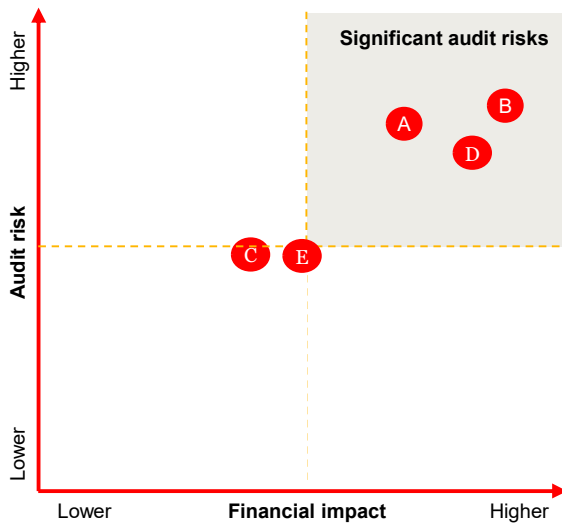 Significant audit risks
Higher
B
A
D
Audit risk
C
E
Lower
Lower
Financial impact
Higher